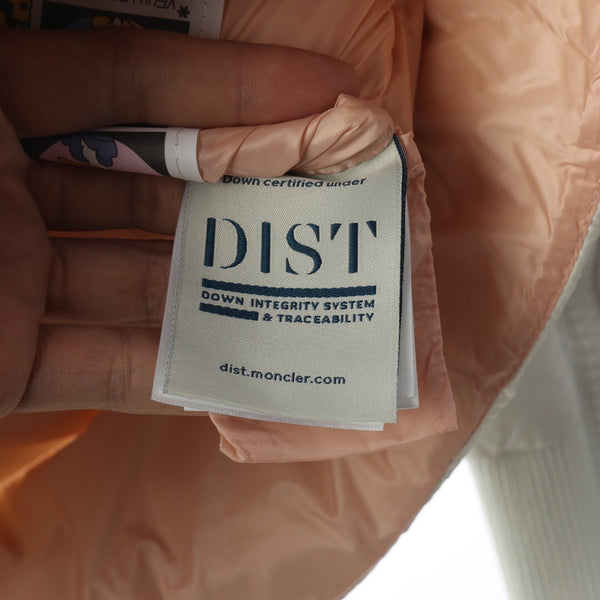 Down certified under
DIST
DOWN INTEGRITY SYSTEM
& TRACEABILITY
dist.moncler.com